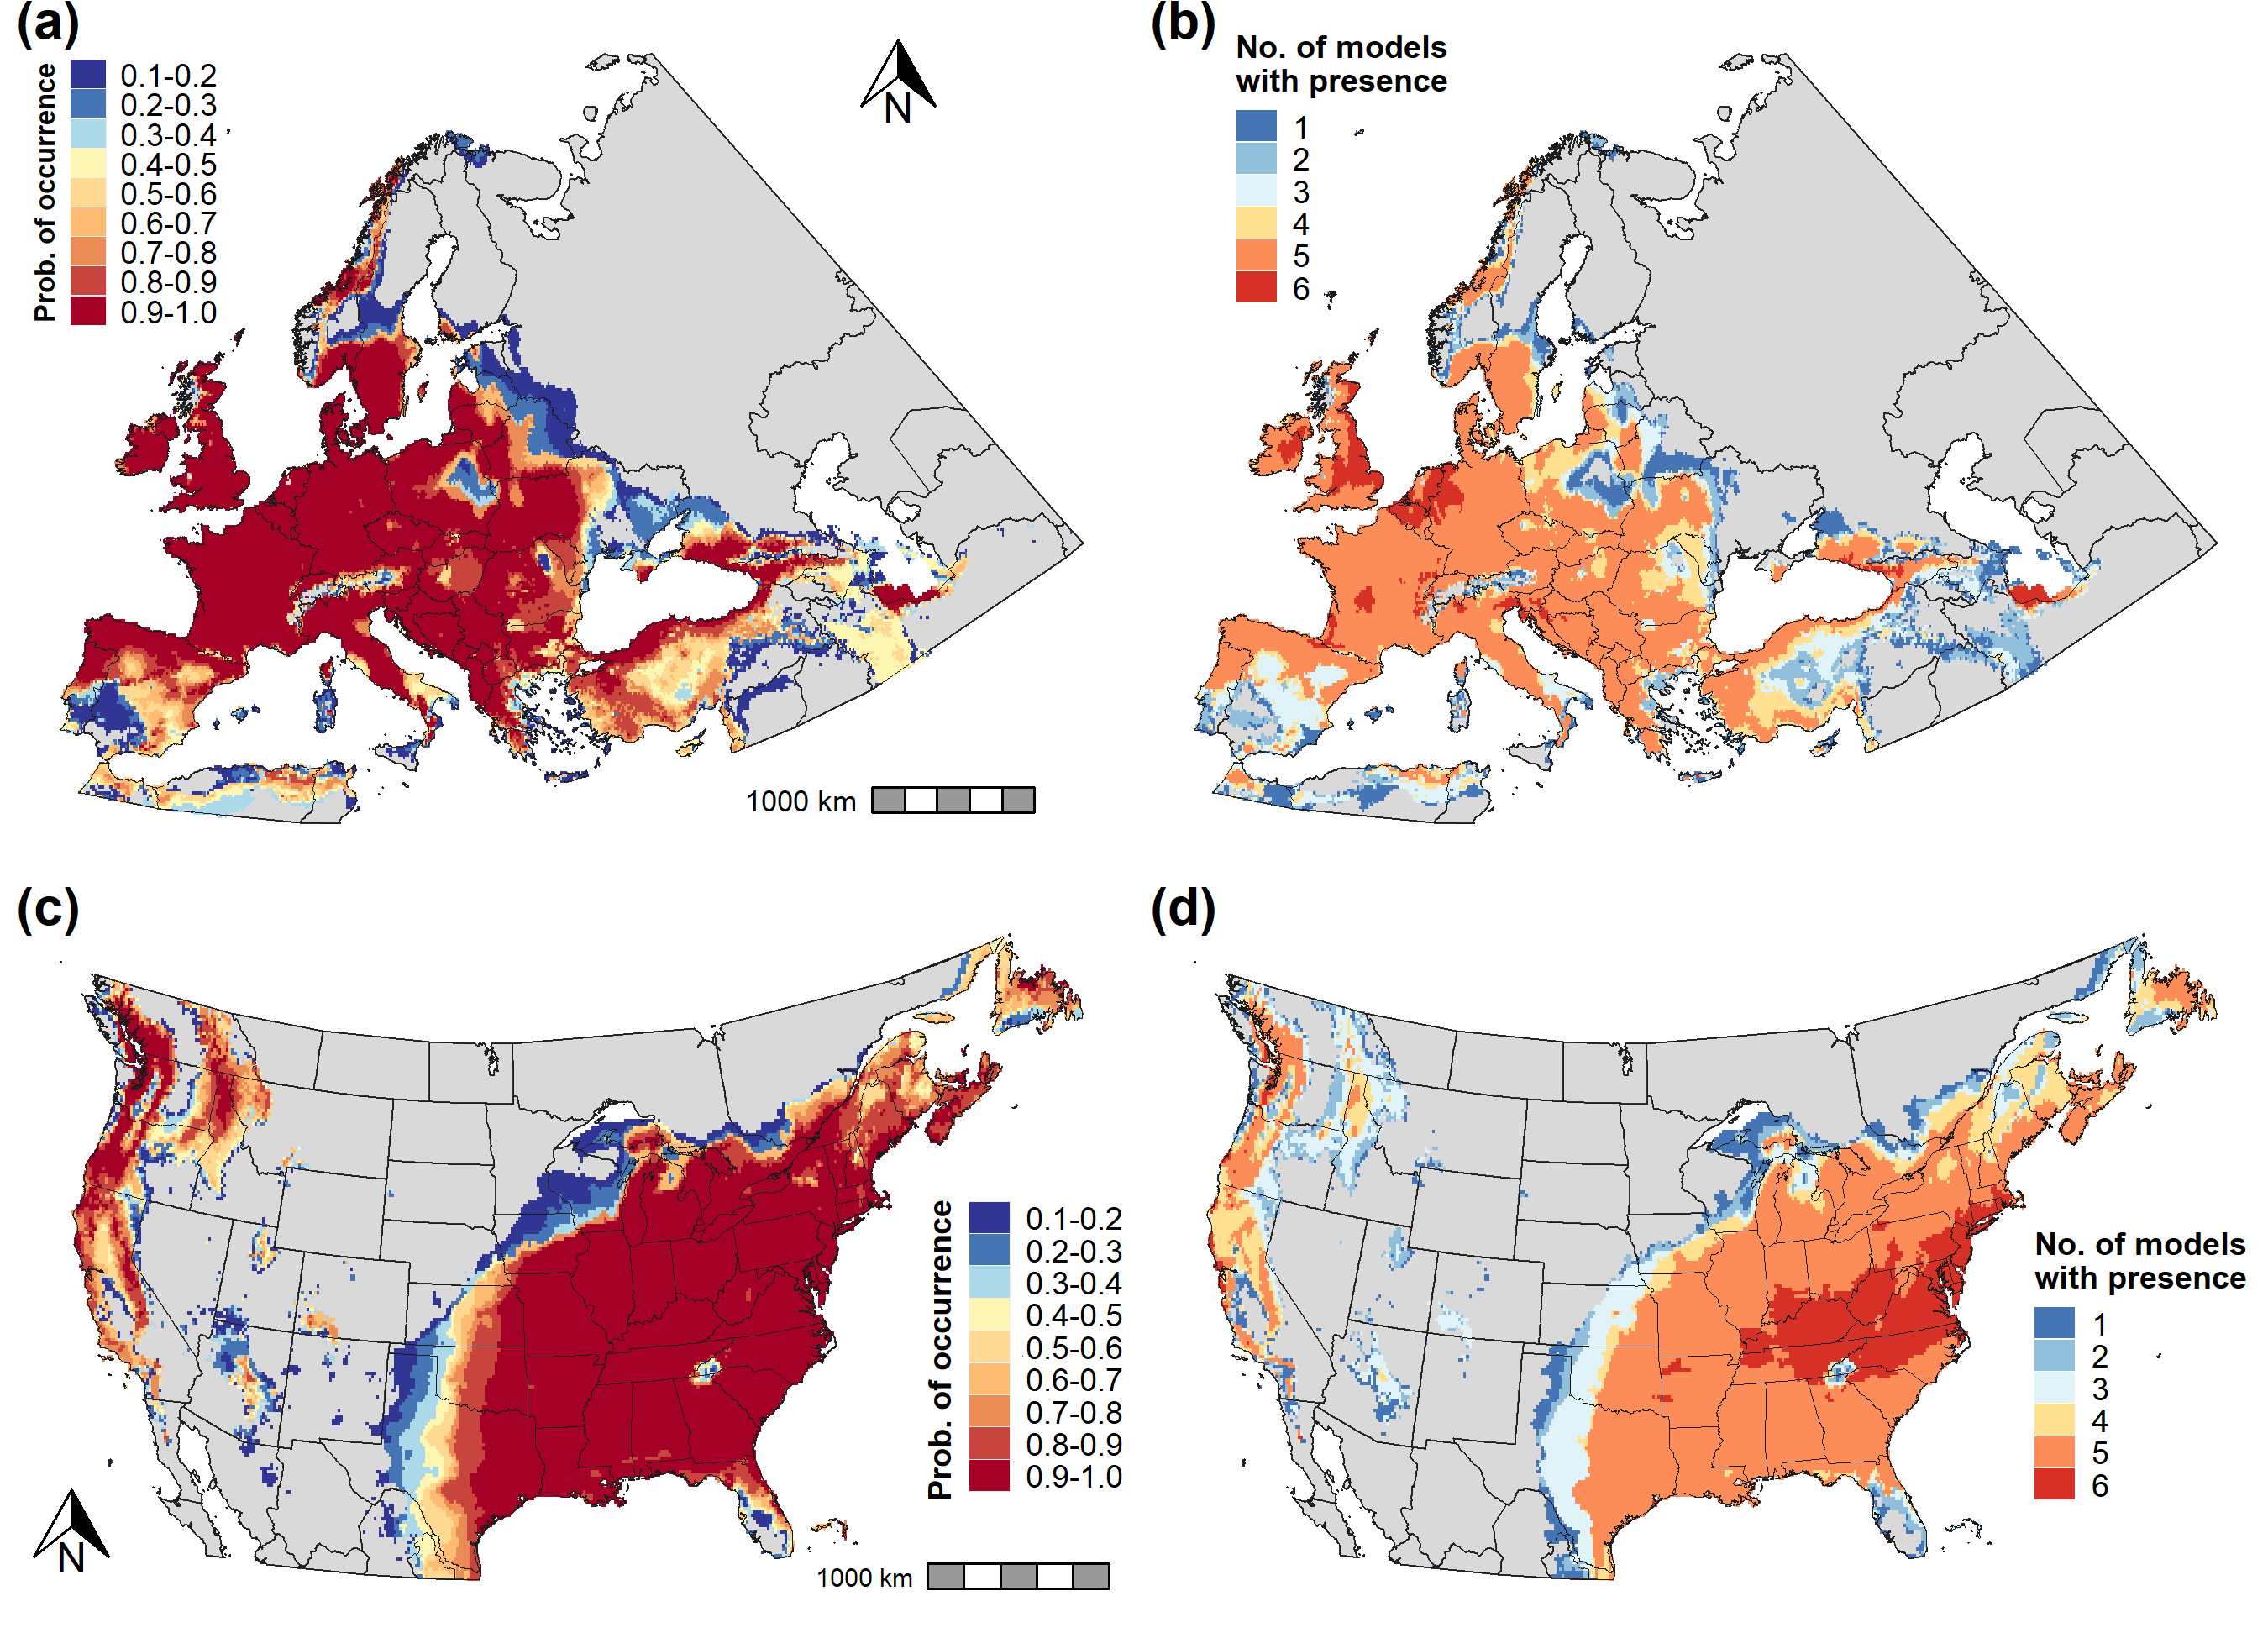 (a)
Prob. of occurrence
0.1-0.2
0.2-0.3
0.3-0.4
0.4-0.5
0.5-0.6
0.6-0.7
0.7-0.8
0.8-0.9
0.9-1.0
N
1000 km
(b)
No. of models
with presence
1
2
3
4
5
6
(c)
Prob. of occurrence
0.1-0.2
0.2-0.3
0.3-0.4
0.4-0.5
0.5-0.6
0.6-0.7
0.7-0.8
0.8-0.9
0.9-1.0
N
1000 km
(d)
No. of models
with presence
1
2
3
4
5
6